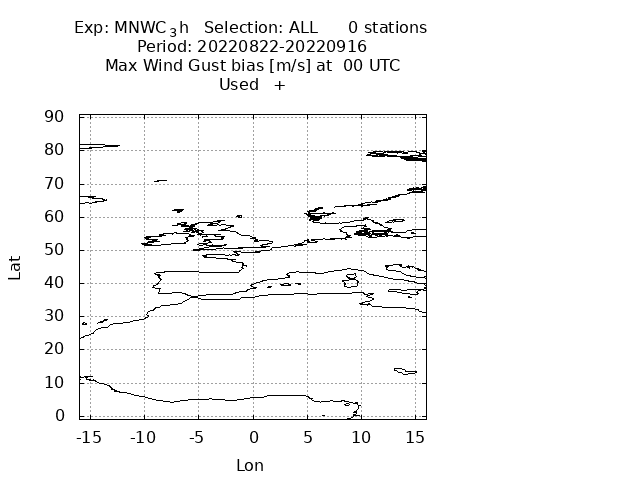 Exp: MNWC_3h Selection: ALL 0 stations
Period: 20220822-20220916
Max Wind Gust bias [m/s] at 00 UTC
Used +
90
80
70
60
50
40
30
20
10
0
Lat
-15 -10 -5 0 5 10 15
Lon